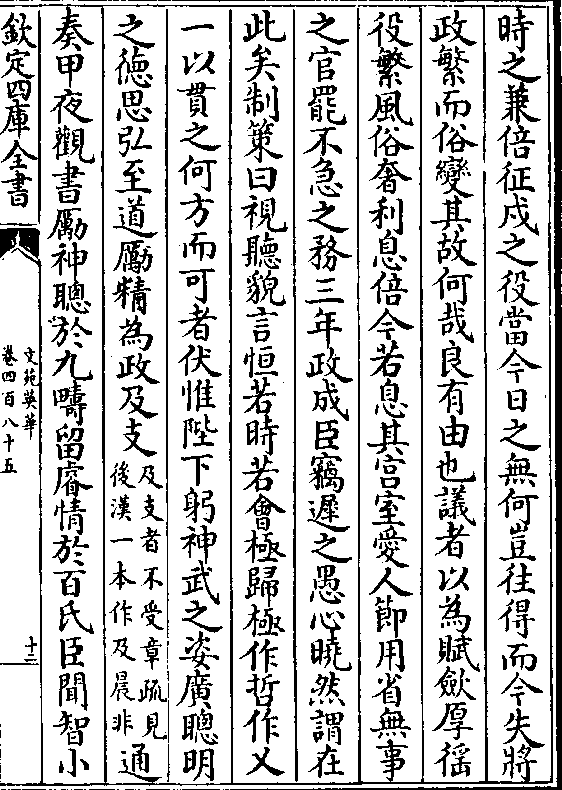 時之兼倍征戍之役當今日之無何豈往得而今失將
政繁而俗變其故何哉良有由也議者以為賦斂厚徭
役繁風俗奢利息倍今若息其宫室愛人節用省無事
之官罷不急之務三年政成臣竊遲之愚心曉然謂在
此矣制策曰視聽貌言恒若時若會極歸極作哲作乂
一以貫之何方而可者伏惟陛下躬神武之姿廣聰明
之德思弘至道勵精為政及支及支者不受章疏見後漢一本作及晨非通
奏甲夜觀書勵神聰於九疇留睿情於百氏臣聞智小
欽定四庫全書
文苑英華
卷四百八十五
十二